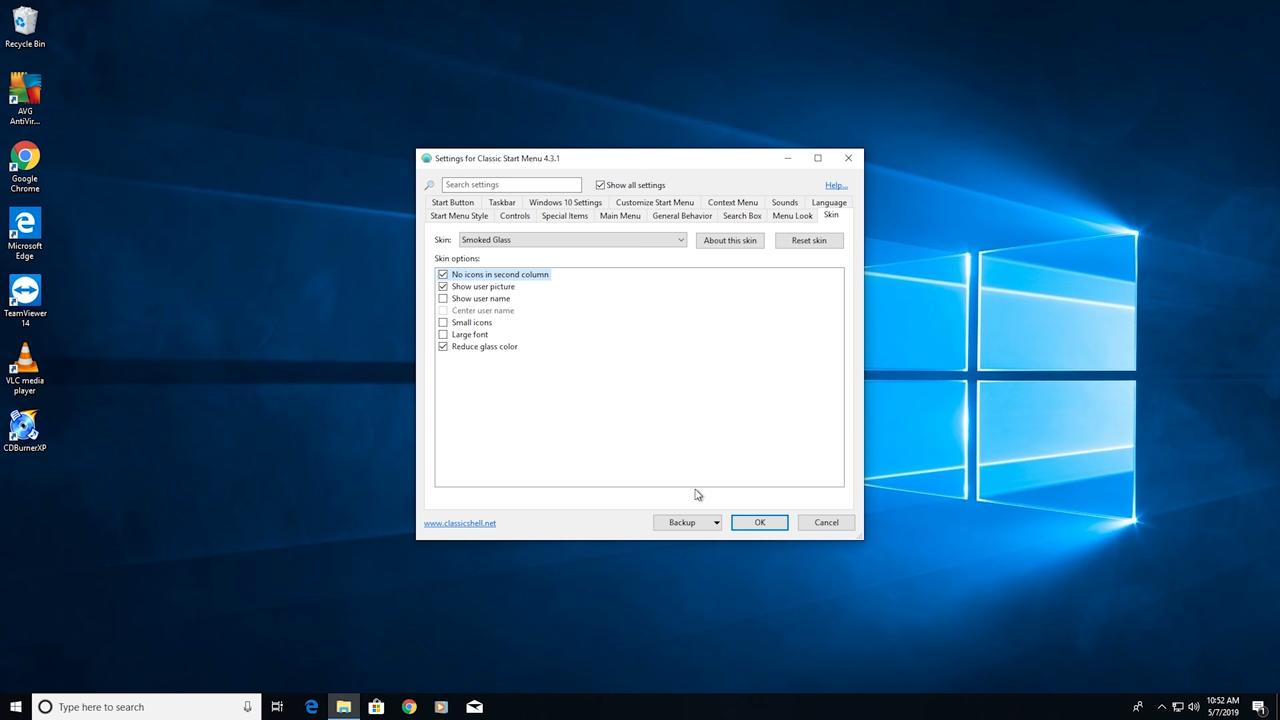 Recycle Bin
AVG
AntiVir...
Google
Chrome
Microsoft
Edge
TeamViewer
14
VLC media
player
CDBurnerXP
Settings for Classic Start Menu 4.3.1
Search settings
Show all settings
Help...
Start Button
Taskbar
Windows 10 Settings
Customize Start Menu
Context Menu
Sounds
Language
Start Menu Style
Controls
Special Items
Main Menu
General Behavior
Search Box
Menu Look
Skin
Skin:
Smoked Glass
About this skin
Reset skin
Skin options:
No icons in second column
Show user picture
Show user name
Center user name
Small icons
Large font
Reduce glass color
www.classicshell.net
Backup
OK
Cancel
Type here to search
10:52 AM
5/7/2019
1